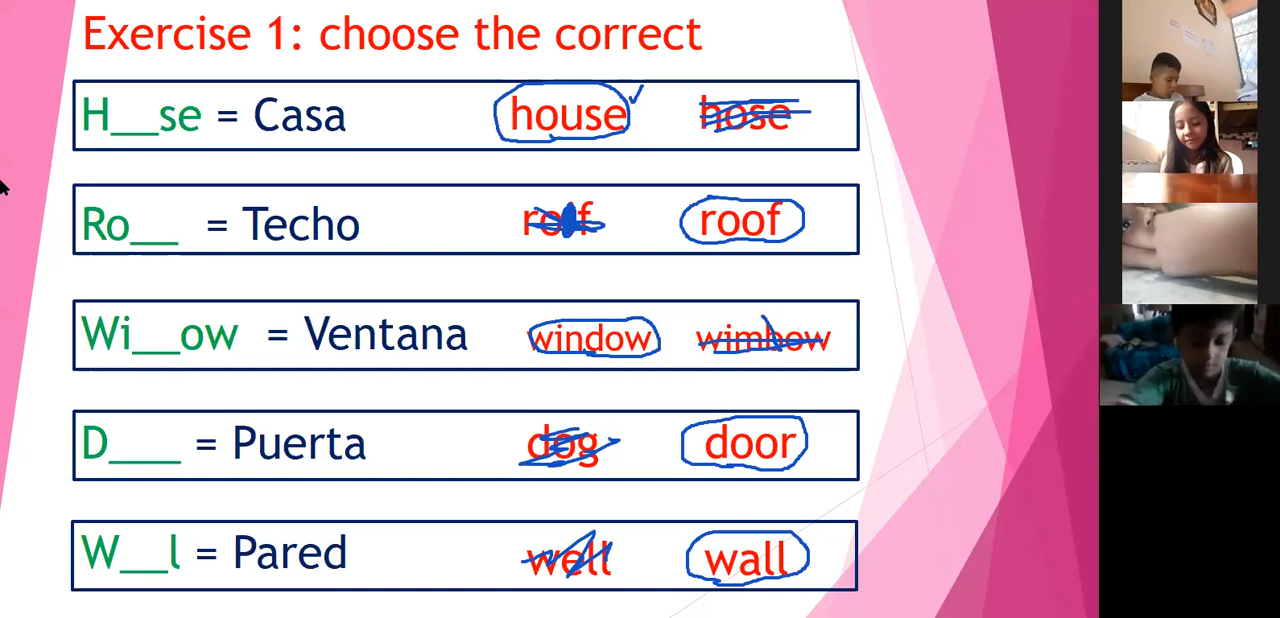 Exercise 1: choose the correct
H__se = Casa house hose
Ro__ = Techo roof
Wi__ow = Ventana window wimbow
D___ = Puerta dog door
W__l = Pared well wall